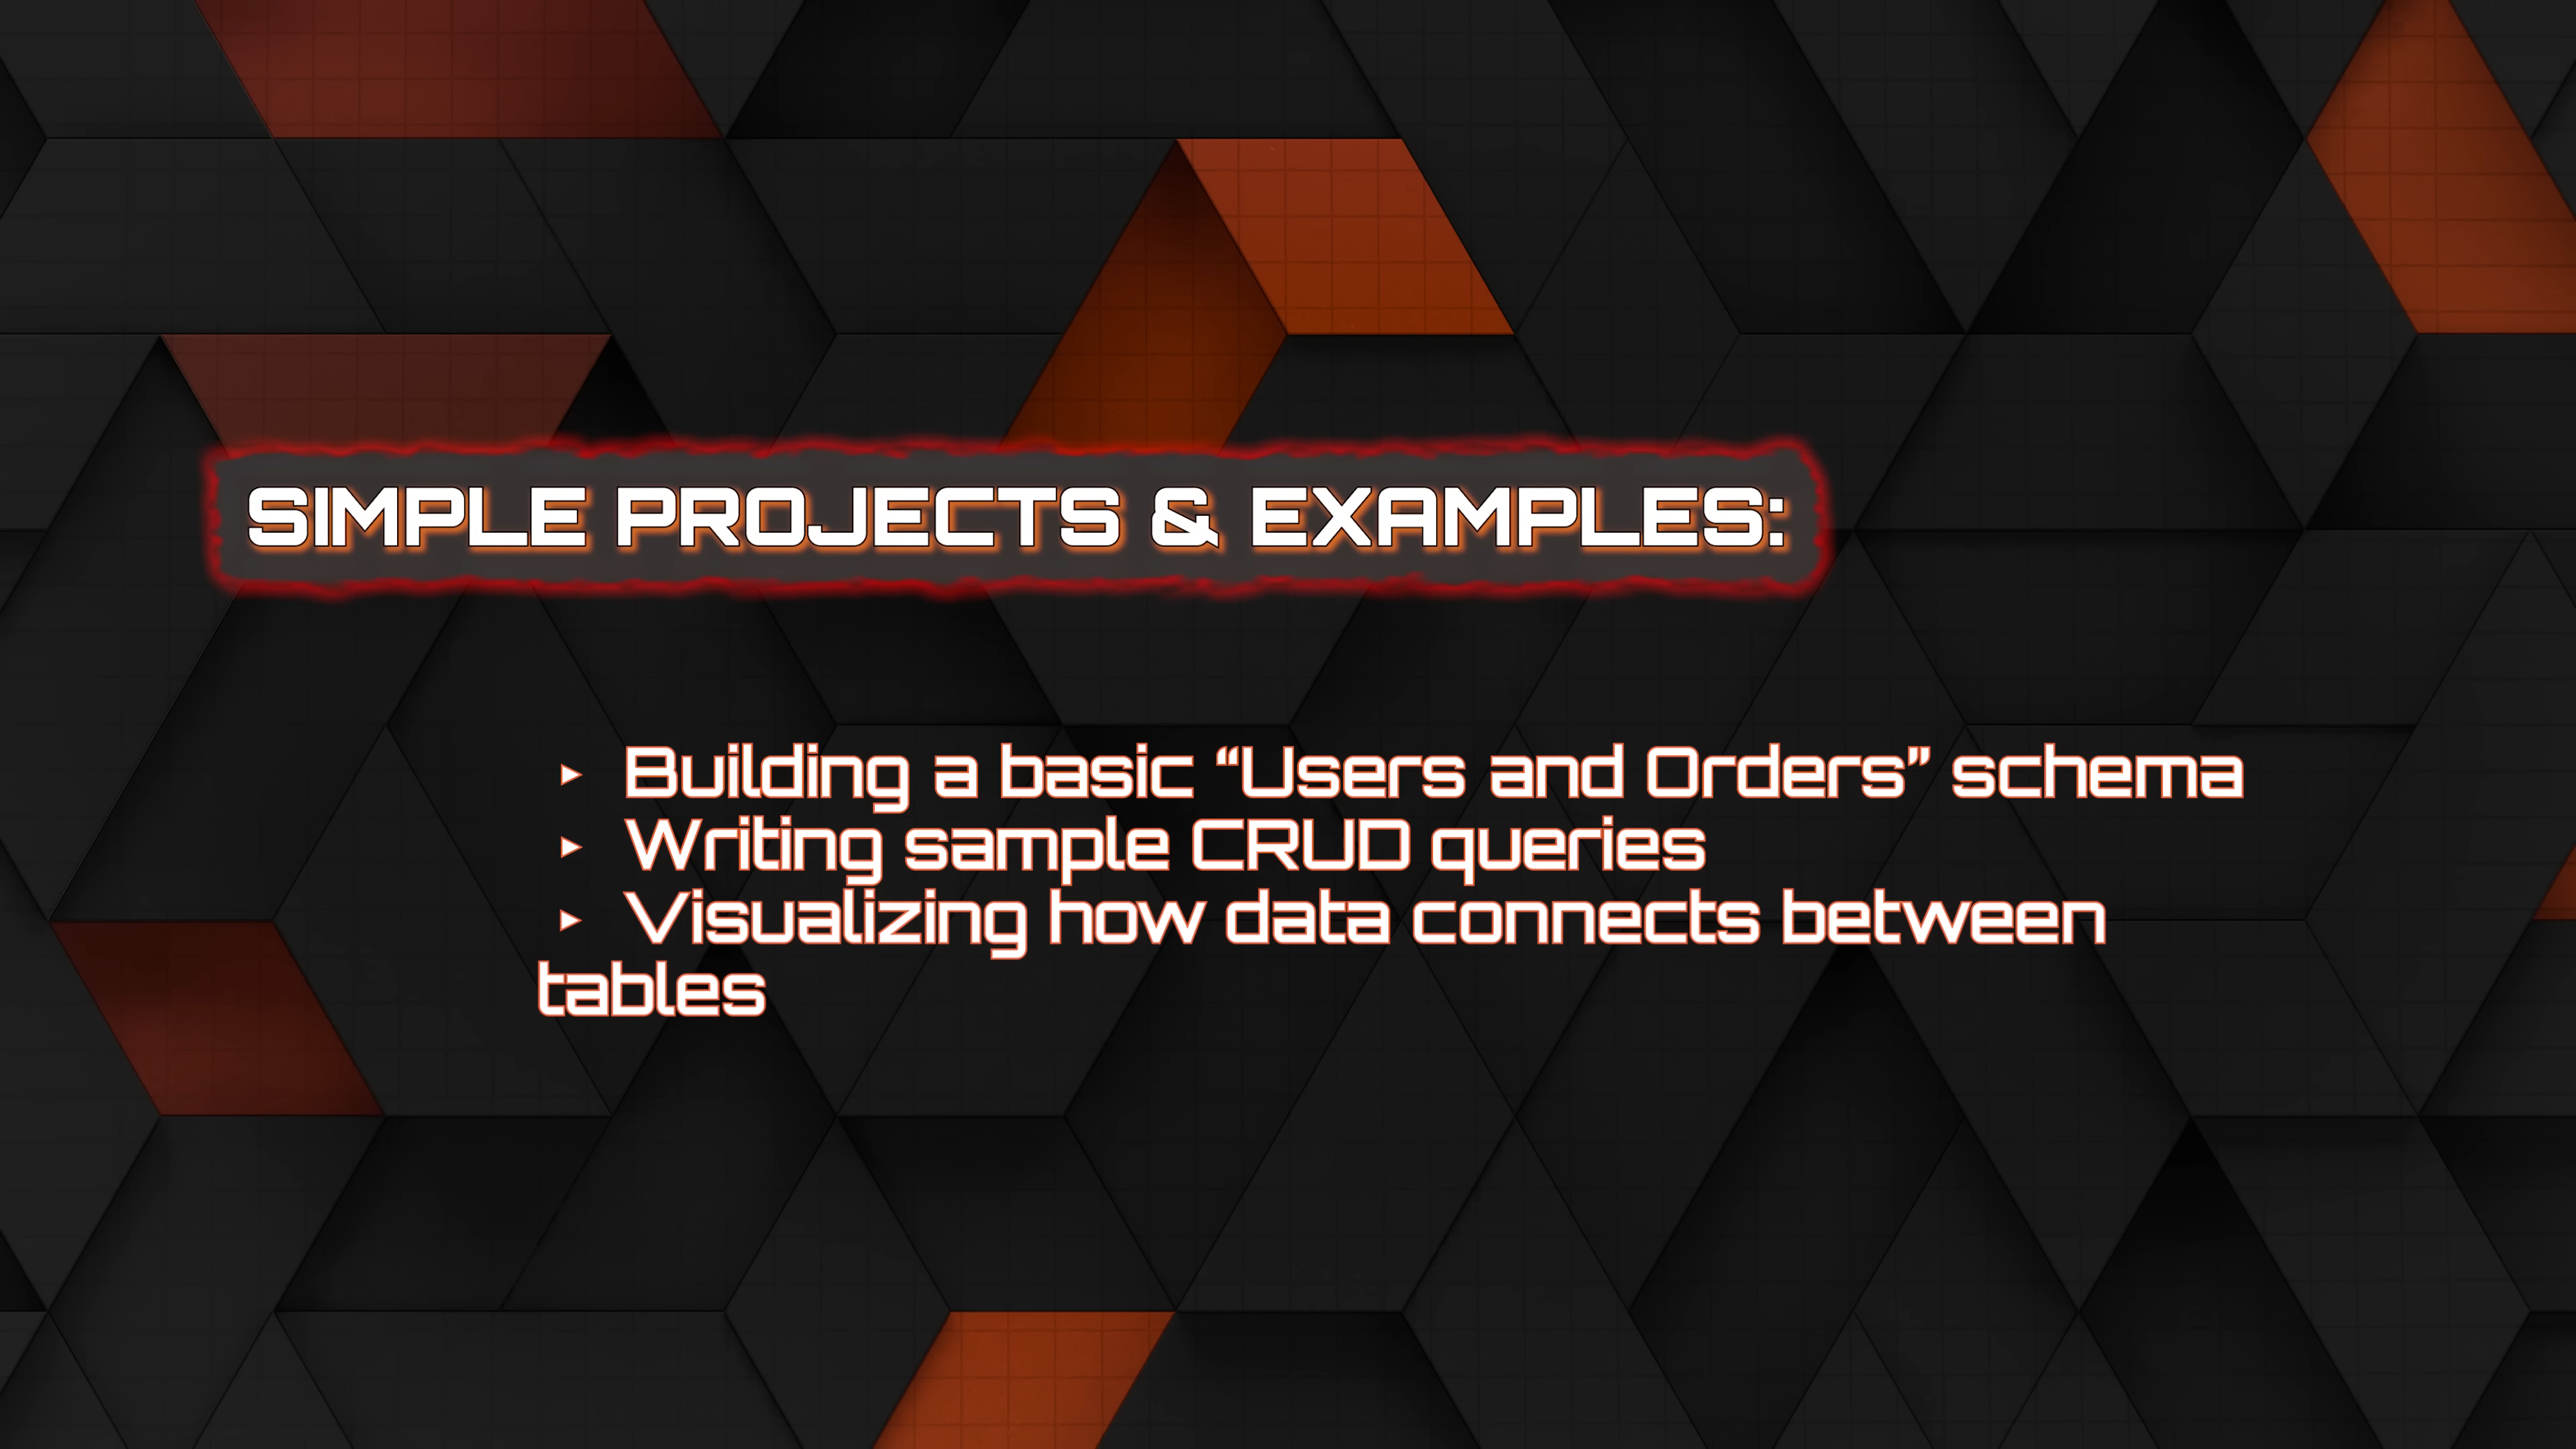 SIMPLE PROJECTS & EXAMPLES:
▸ Building a basic “Users and Orders” schema
▸ Writing sample CRUD queries
▸ Visualizing how data connects between
tables